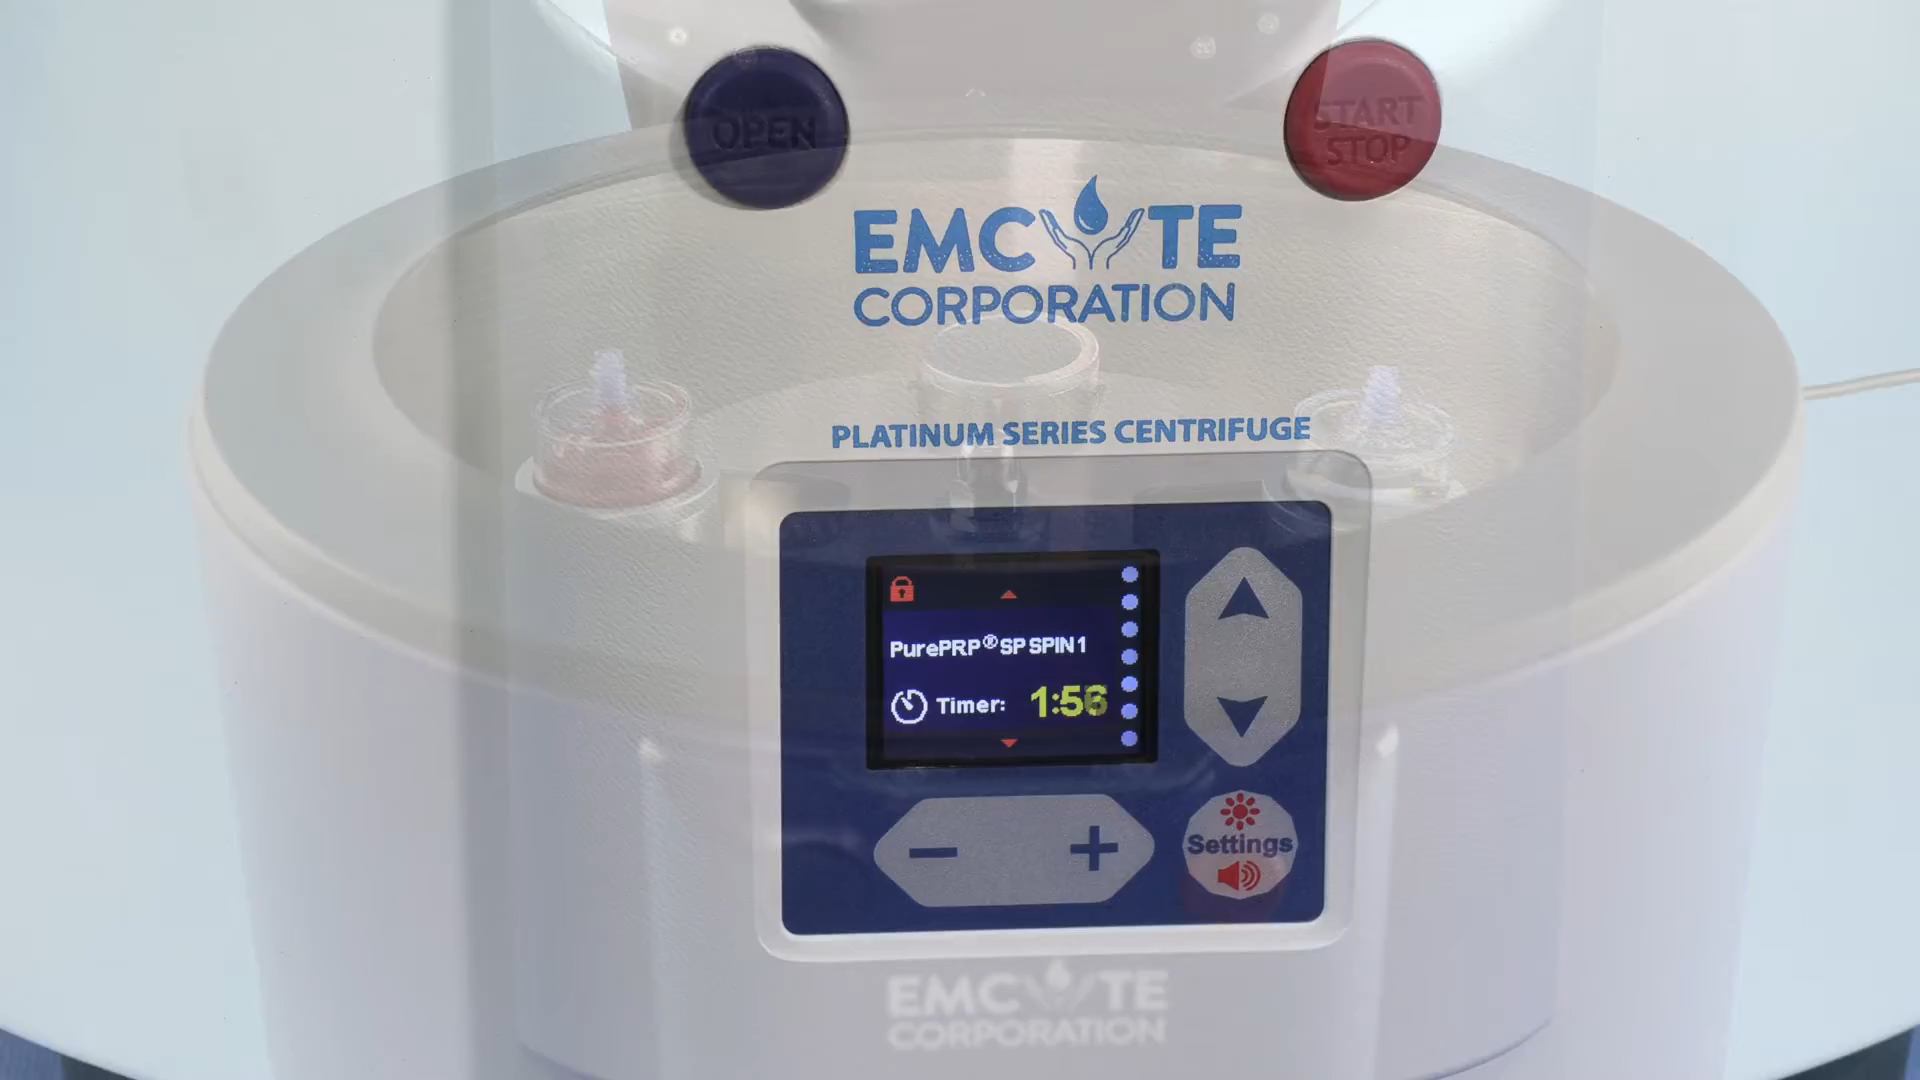 OPEN
START
STOP
EMCYTE
CORPORATION
PLATINUM SERIES CENTRIFUGE
PurePRP® SP SPIN 1
Timer: 1:56
- +
Settings
EMCYTE
CORPORATION